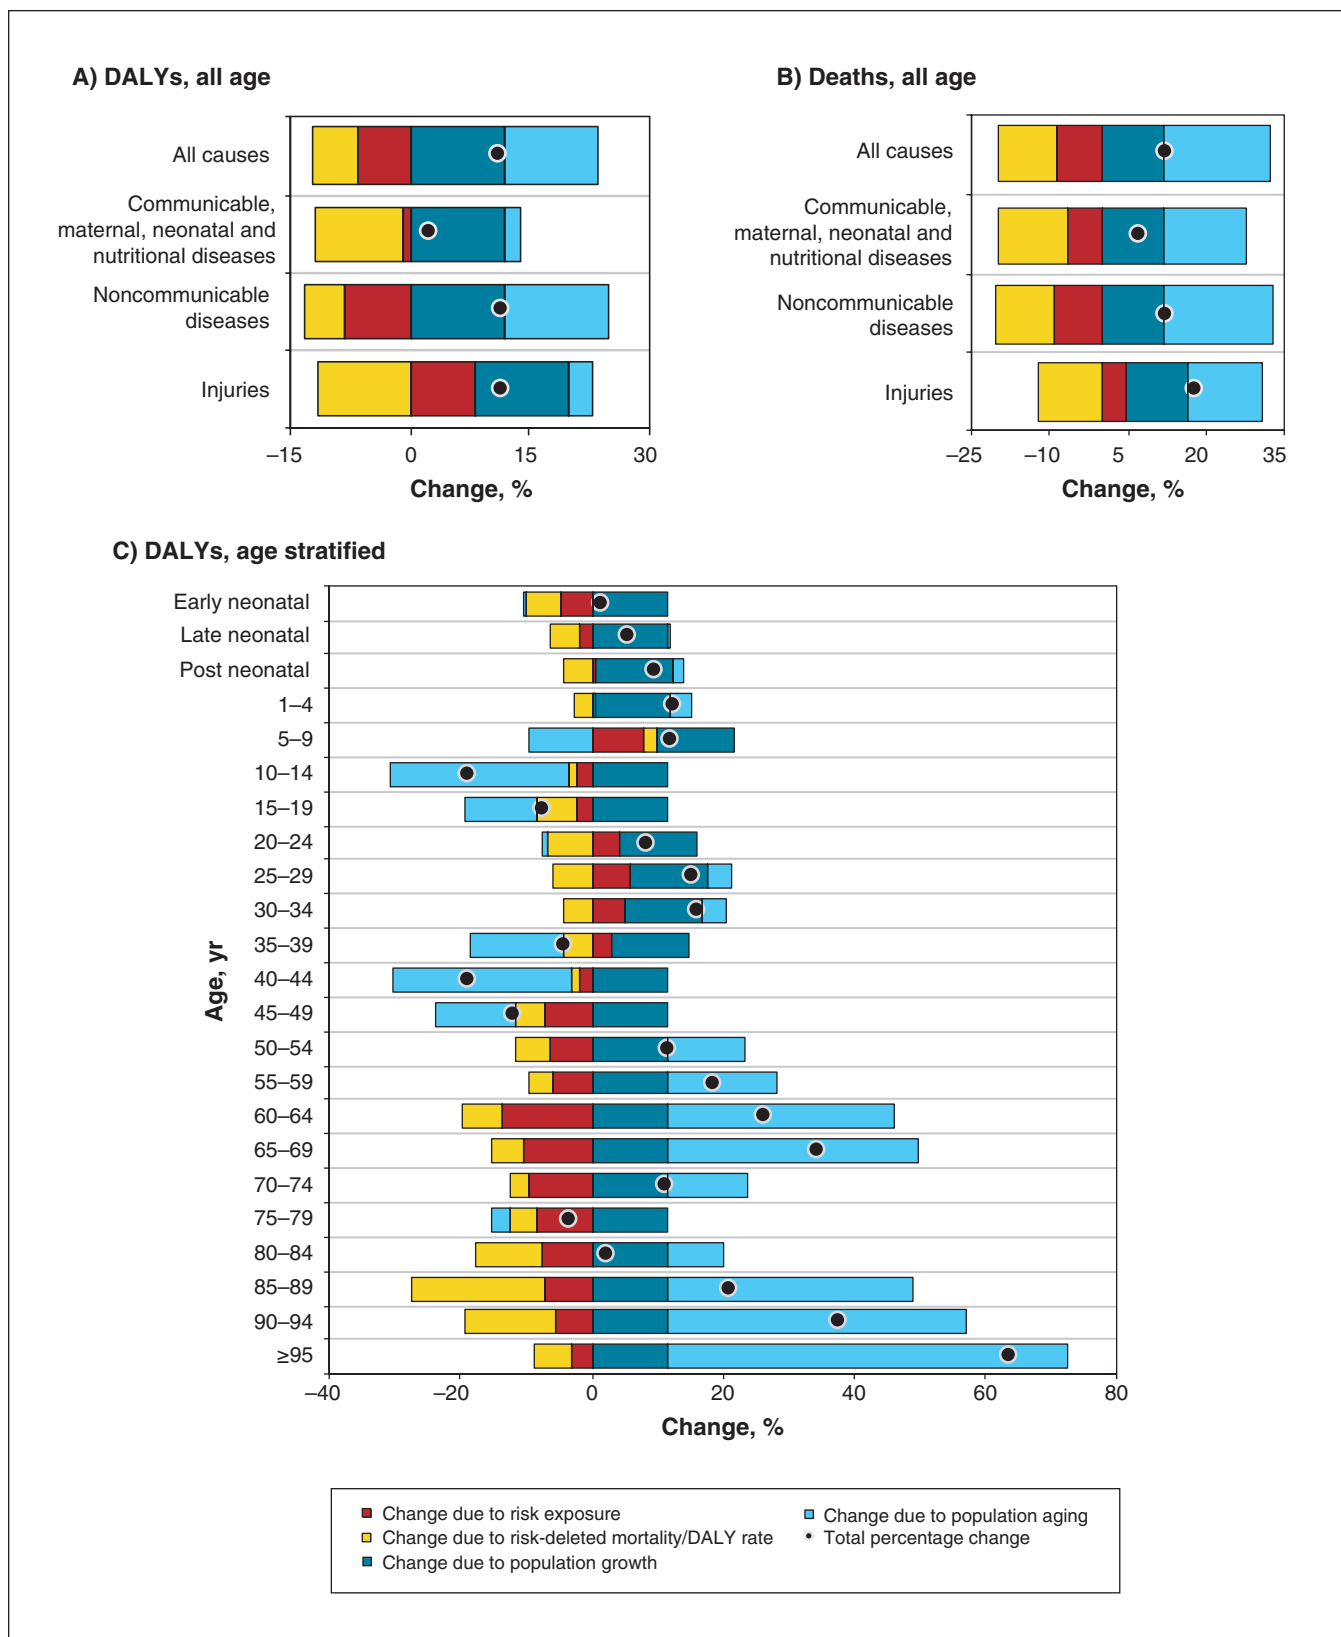 A) DALYs, all age
All causes
Communicable,
maternal, neonatal and
nutritional diseases
Noncommunicable
diseases
Injuries
–15 0 15 30
Change, %
B) Deaths, all age
All causes
Communicable,
maternal, neonatal and
nutritional diseases
Noncommunicable
diseases
Injuries
–25 –10 5 20 35
Change, %
C) DALYs, age stratified
Age, yr
Early neonatal
Late neonatal
Post neonatal
1–4
5–9
10–14
15–19
20–24
25–29
30–34
35–39
40–44
45–49
50–54
55–59
60–64
65–69
70–74
75–79
80–84
85–89
90–94
≥95
–40 –20 0 20 40 60 80
Change, %
Change due to risk exposure
Change due to risk-deleted mortality/DALY rate
Change due to population growth
Change due to population aging
Total percentage change